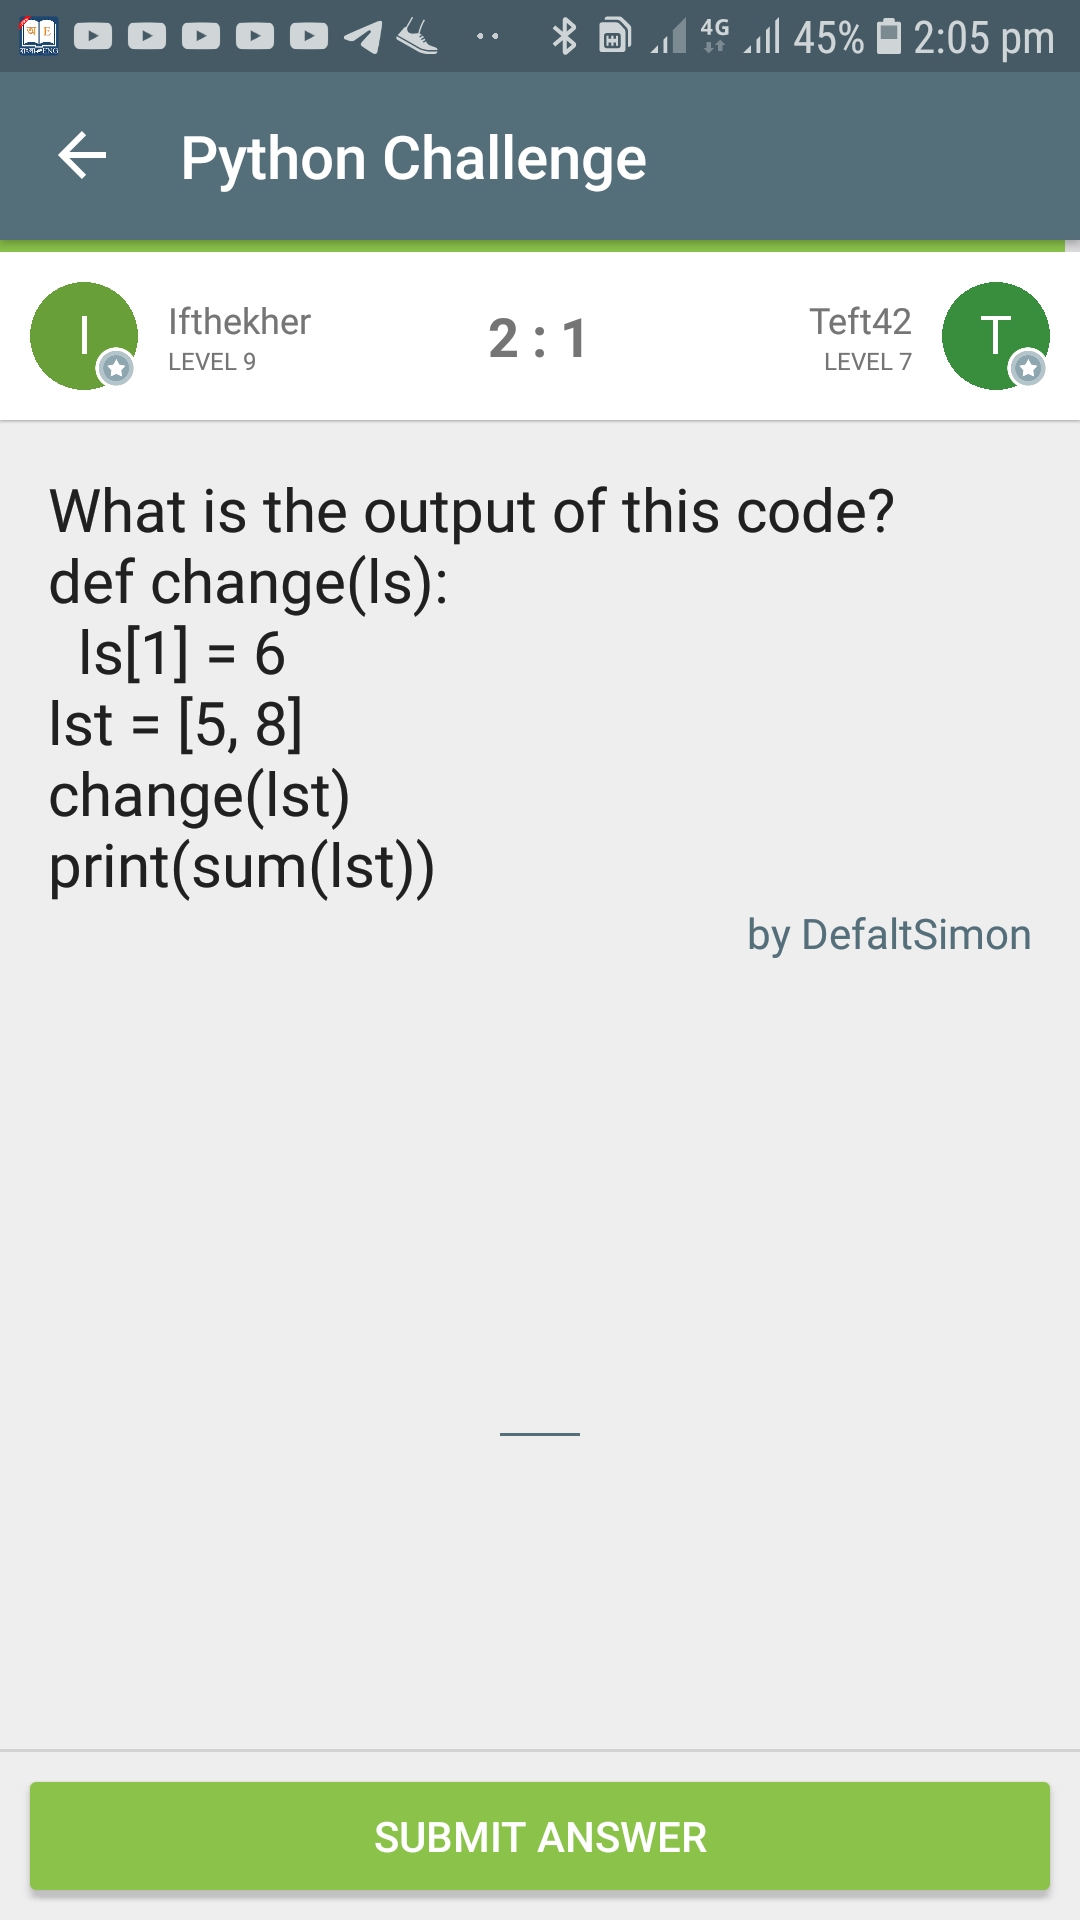 4G 45% 2:05 pm
Python Challenge
I Ifthekher 2 : 1 Teft42 T
LEVEL 9 LEVEL 7
What is the output of this code?
def change(ls):
  ls[1] = 6
lst = [5, 8]
change(lst)
print(sum(lst))
by DefaltSimon
SUBMIT ANSWER